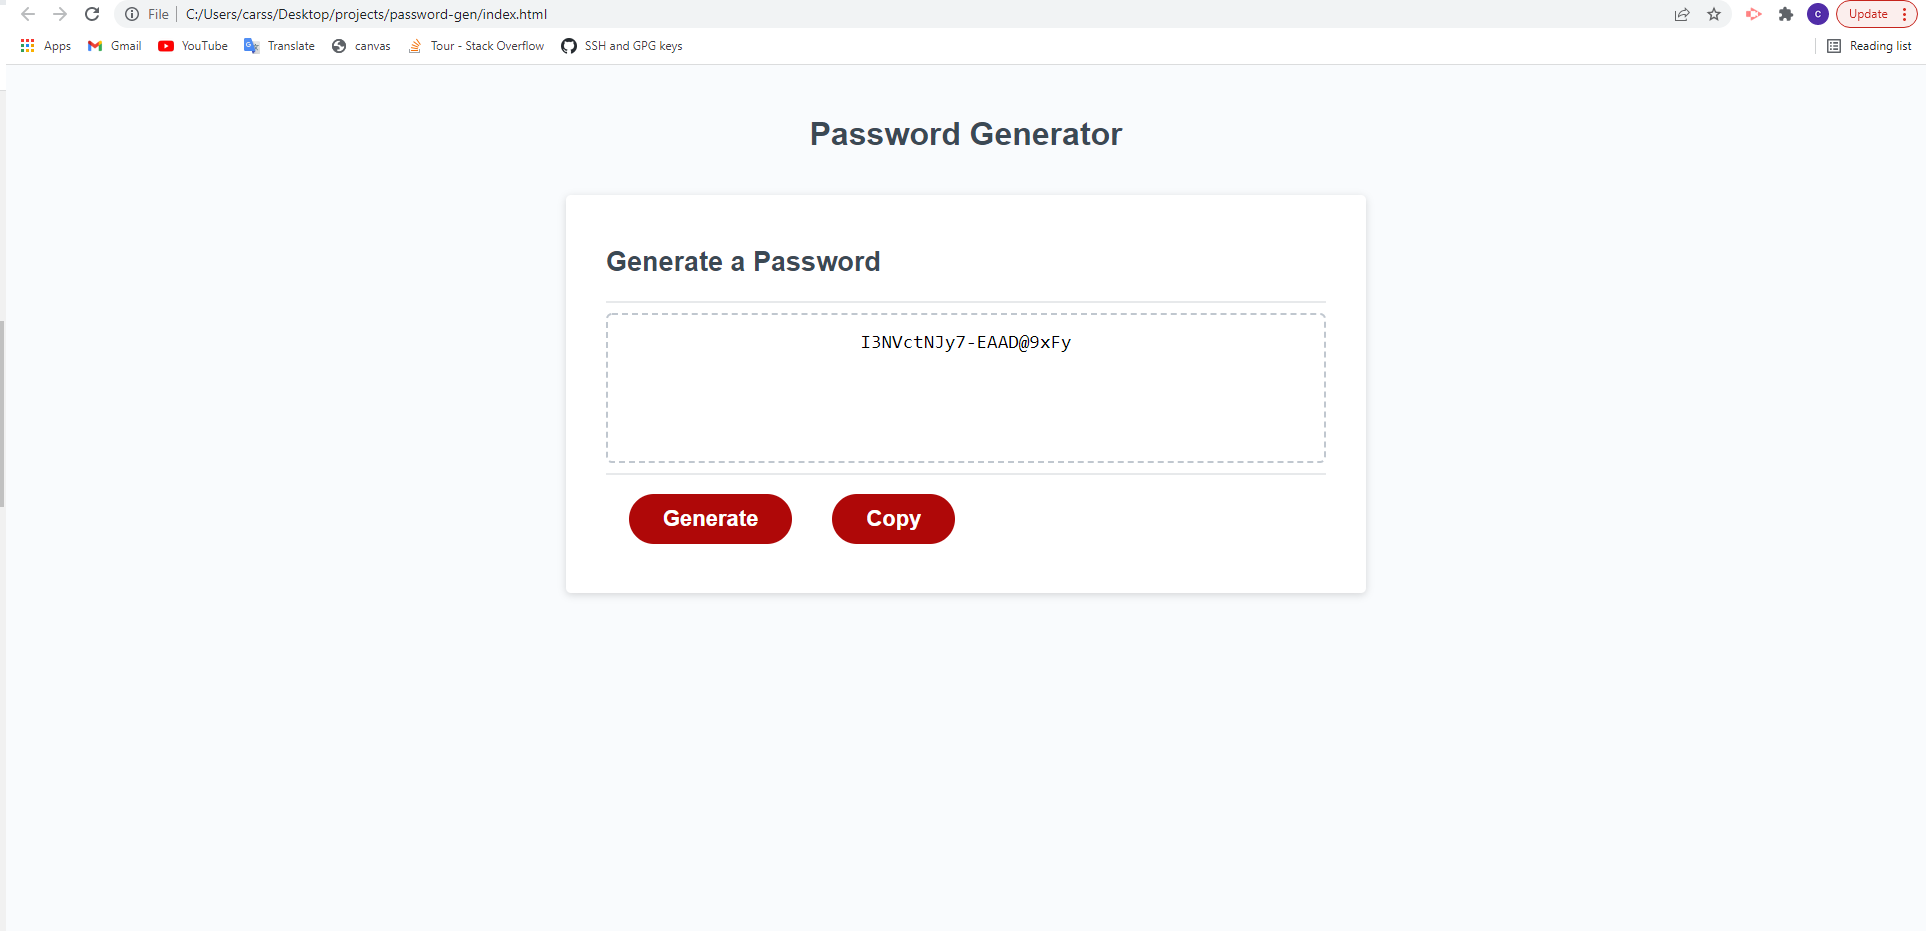 File C:/Users/carss/Desktop/projects/password-gen/index.html C Update
Apps Gmail YouTube Translate canvas Tour - Stack Overflow SSH and GPG keys Reading list
Password Generator
Generate a Password
I3NVctNJy7-EAAD@9xFy
Generate Copy